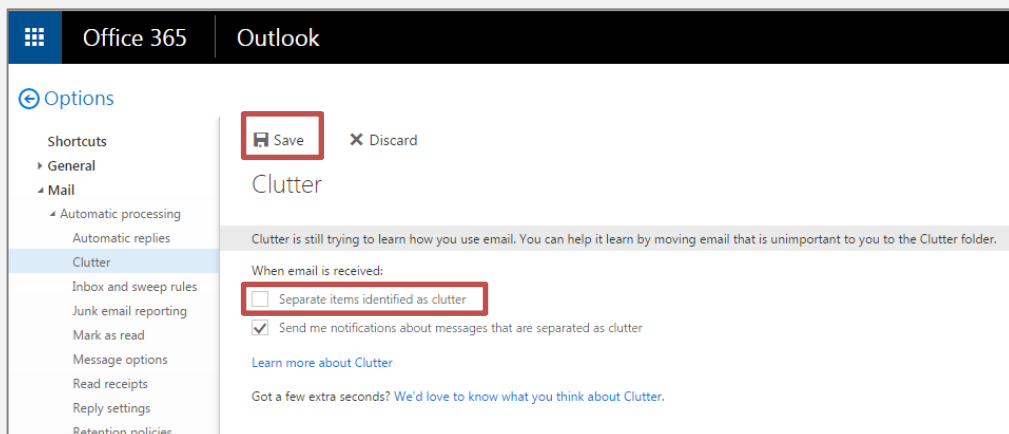 Office 365 Outlook
Options
Shortcuts
General
Mail
Automatic processing
Automatic replies
Clutter
Inbox and sweep rules
Junk email reporting
Mark as read
Message options
Read receipts
Reply settings
Retention policies
Save Discard
Clutter
Clutter is still trying to learn how you use email. You can help it learn by moving email that is unimportant to you to the Clutter folder.
When email is received:
Separate items identified as clutter
Send me notifications about messages that are separated as clutter
Learn more about Clutter
Got a few extra seconds? We'd love to know what you think about Clutter.